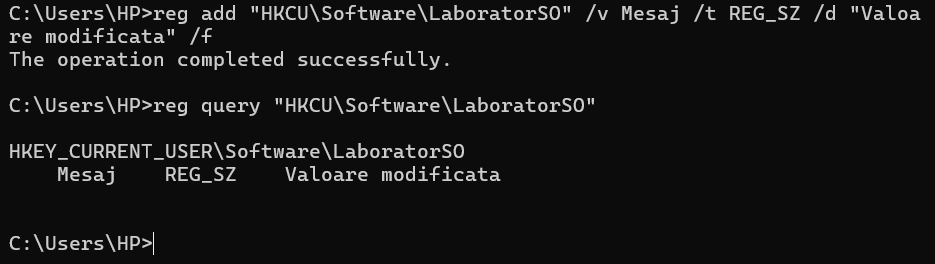 C:\Users\HP>reg add "HKCU\Software\LaboratorSO" /v Mesaj /t REG_SZ /d "Valoa
re modificata" /f
The operation completed successfully.
C:\Users\HP>reg query "HKCU\Software\LaboratorSO"
HKEY_CURRENT_USER\Software\LaboratorSO
    Mesaj    REG_SZ    Valoare modificata
C:\Users\HP>